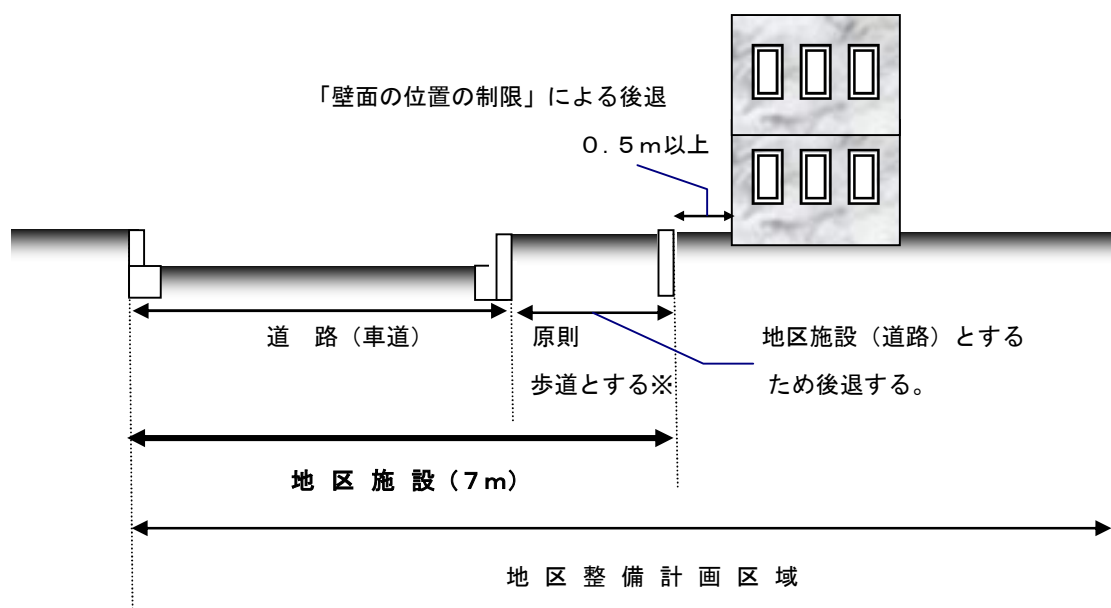 「壁面の位置の制限」による後退
０．５ｍ以上
道　路（車道）
原則
歩道とする※
地区施設（道路）とする
ため後退する。
地 区 施 設（７ｍ）
地 区 整 備 計 画 区 域